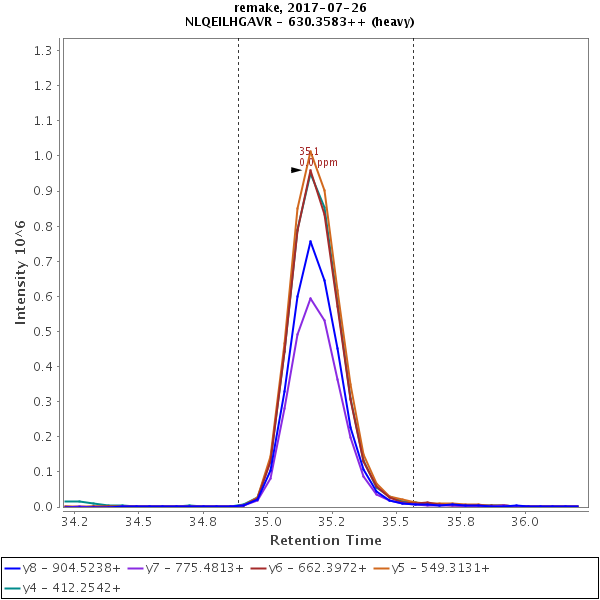 remake, 2017-07-26
NLQEILHGAVR - 630.3583++ (heavy)
1.3
1.2
1.1
1.0
0.9
0.8
0.7
0.6
0.5
0.4
0.3
0.2
0.1
0.0
Intensity 10^6
35.1
0.0 ppm
34.2 34.5 34.8 35.0 35.2 35.5 35.8 36.0
Retention Time
y8 - 904.5238+ y7 - 775.4813+ y6 - 662.3972+ y5 - 549.3131+
y4 - 412.2542+